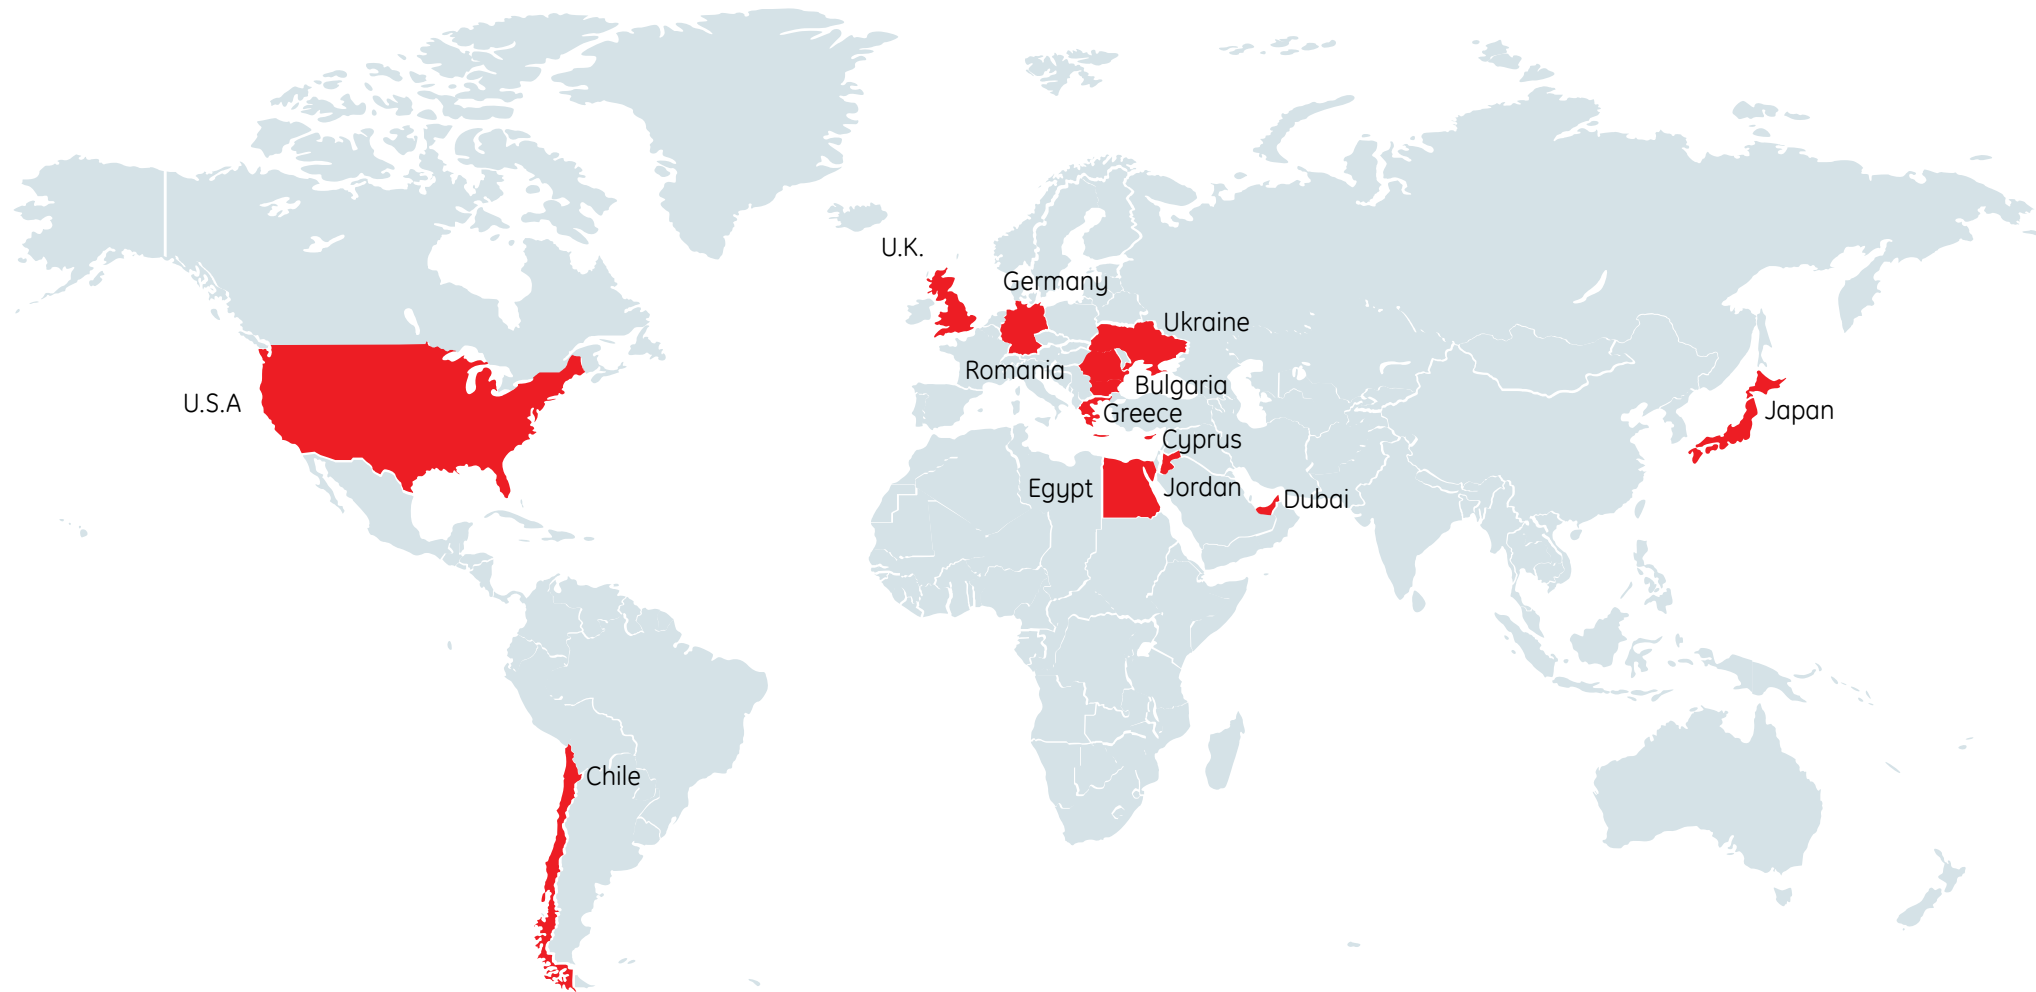 U.K.
Germany
Ukraine
Romania
Bulgaria
U.S.A
Greece
Japan
Cyprus
Egypt
Jordan
Dubai
Chile